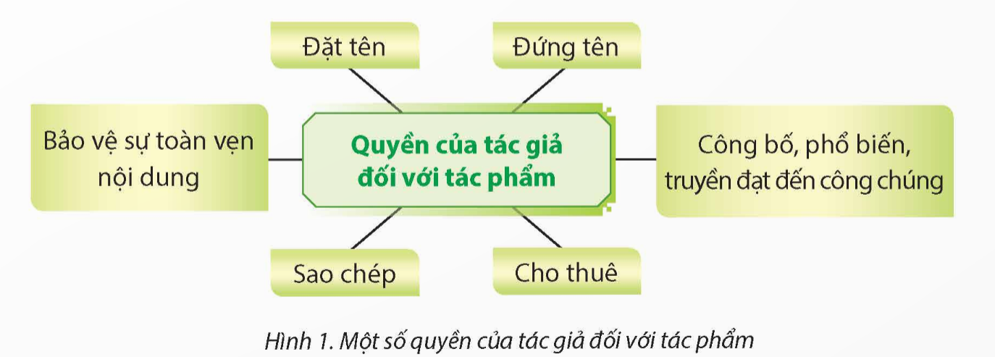 Đặt tên
Đứng tên
Bảo vệ sự toàn vẹn
nội dung
Quyền của tác giả
đối với tác phẩm
Công bố, phổ biến,
truyền đạt đến công chúng
Sao chép
Cho thuê
Hình 1. Một số quyền của tác giả đối với tác phẩm